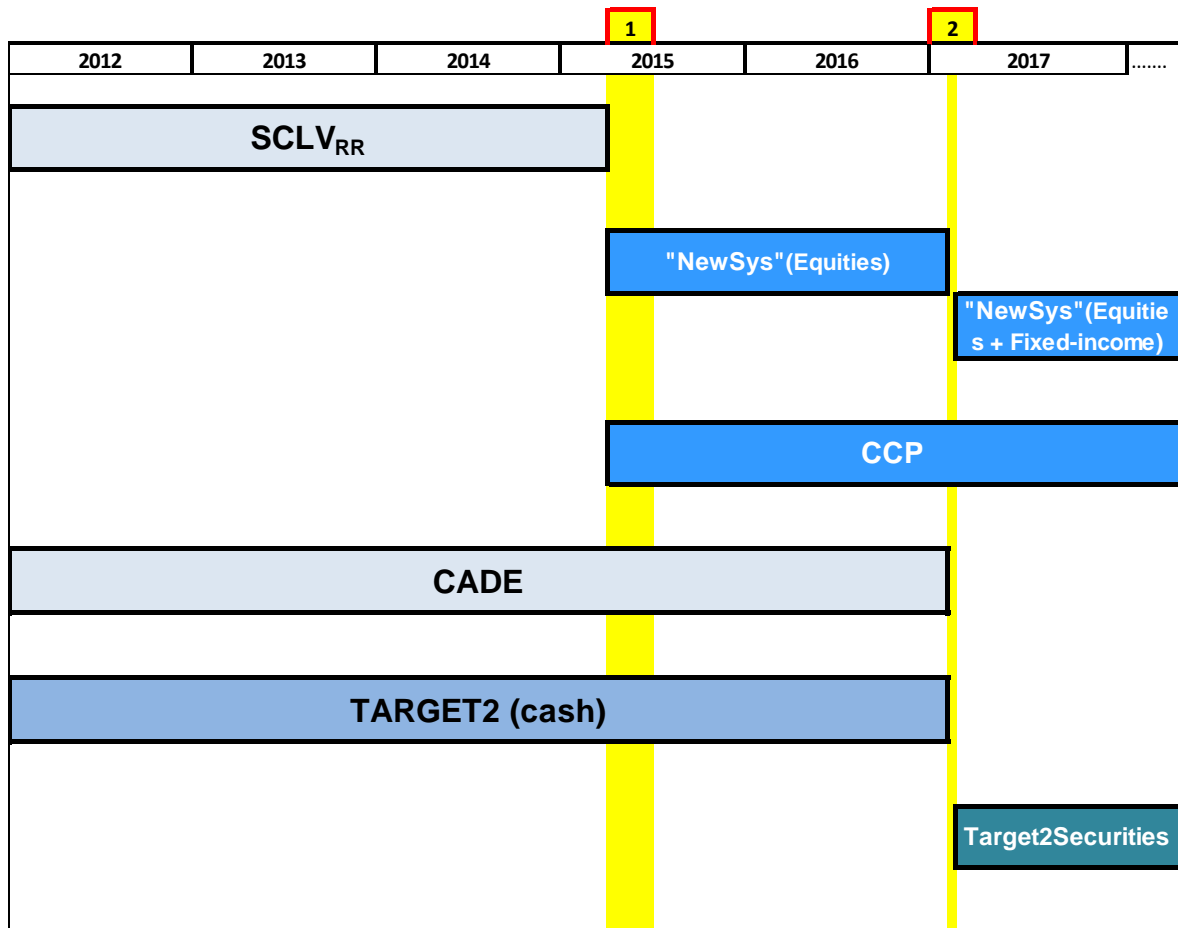 1 2
2012 2013 2014 2015 2016 2017 .......
SCLVRR
"NewSys"(Equities)
"NewSys"(Equitie
s + Fixed-income)
CCP
CADE
TARGET2 (cash)
Target2Securities